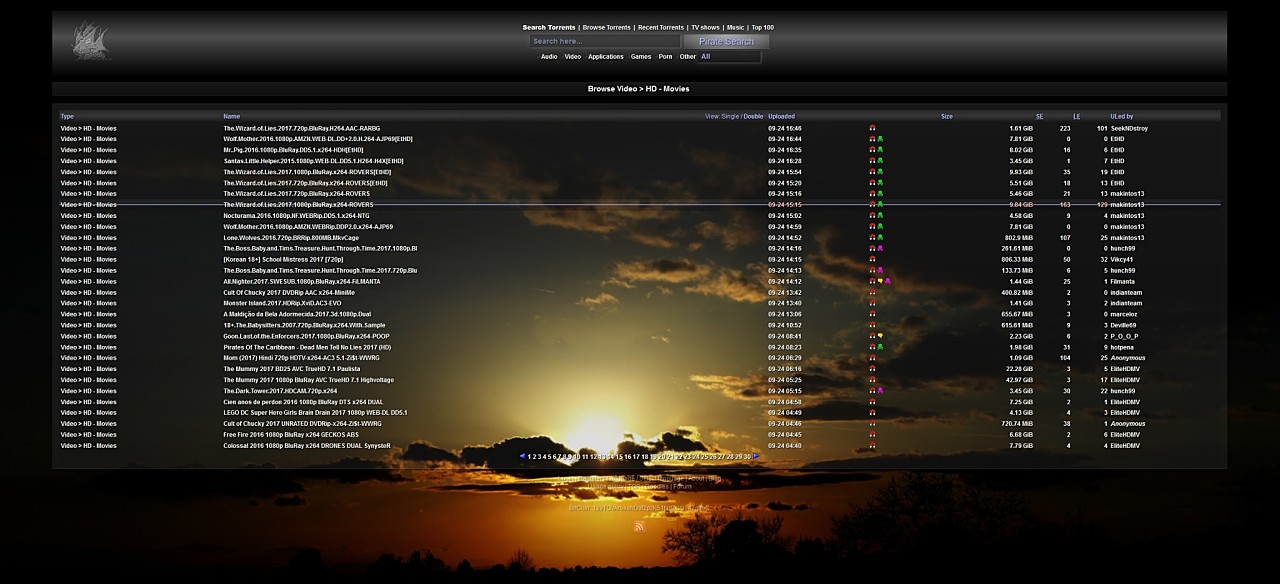 Search Torrents | Browse Torrents | Recent Torrents | TV shows | Music | Top 100
Search here... Pirate Search
Audio Video Applications Games Porn Other All
Browse Video > HD - Movies
Type Name View: Single / Double Uploaded Size SE LE ULed by
Video > HD - Movies The.Wizard.of.Lies.2017.720p.BluRay.H264.AAC-RARBG 09-24 16:46 1.61 GiB 223 101 SeekNDstroy
Video > HD - Movies Wolf.Mother.2016.1080p.AMZN.WEB-DL.DD+2.0.H.264-AJP69[EtHD] 09-24 16:44 7.81 GiB 0 0 EtHD
Video > HD - Movies Mr..Pig.2016.1080p.BluRay.DD5.1.x264-HDH[EtHD] 09-24 16:35 8.02 GiB 16 6 EtHD
Video > HD - Movies Santas.Little.Helper.2015.1080p.WEB-DL.DD5.1.H264-H4X[EtHD] 09-24 16:28 3.45 GiB 1 7 EtHD
Video > HD - Movies The.Wizard.of.Lies.2017.1080p.BluRay.x264-ROVERS[EtHD] 09-24 15:54 9.93 GiB 35 19 EtHD
Video > HD - Movies The.Wizard.of.Lies.2017.720p.BluRay.x264-ROVERS[EtHD] 09-24 15:20 5.51 GiB 18 13 EtHD
Video > HD - Movies The.Wizard.of.Lies.2017.720p.BluRay.x264-ROVERS 09-24 15:16 5.46 GiB 21 13 makintos13
Video > HD - Movies The.Wizard.of.Lies.2017.1080p.BluRay.x264-ROVERS 09-24 15:15 9.84 GiB 163 129 makintos13
Video > HD - Movies Nocturama.2016.1080p.NF.WEBRip.DD5.1.x264-NTG 09-24 15:02 4.58 GiB 9 4 makintos13
Video > HD - Movies Wolf.Mother.2016.1080p.AMZN.WEBRip.DDP2.0.x264-AJP69 09-24 14:59 7.81 GiB 0 0 makintos13
Video > HD - Movies Lone.Wolves.2016.720p.BRRip.800MB.MkvCage 09-24 14:52 802.9 MiB 107 25 makintos13
Video > HD - Movies The.Boss.Baby.and.Tims.Treasure.Hunt.Through.Time.2017.1080p.Bl 09-24 14:16 261.61 MiB 0 0 hunch99
Video > HD - Movies [Korean 18+] School Mistress 2017 [720p] 09-24 14:15 806.33 MiB 50 32 Vikcy41
Video > HD - Movies The.Boss.Baby.and.Tims.Treasure.Hunt.Through.Time.2017.720p.Blu 09-24 14:13 133.73 MiB 6 5 hunch99
Video > HD - Movies All.Nighter.2017.SWESUB.1080p.BluRay.x264-FiLMANTA 09-24 14:12 1.44 GiB 25 1 Filmanta
Video > HD - Movies Cult Of Chucky 2017 DVDRip AAC x264-MiniMe 09-24 13:42 400.82 MiB 2 0 indianteam
Video > HD - Movies Monster Island.2017.HDRip.XviD.AC3-EVO 09-24 13:40 1.41 GiB 3 2 indianteam
Video > HD - Movies A Maldição da Bela Adormecida.2017.3d.1080p.Dual 09-24 13:06 655.67 MiB 0 0 marceloz
Video > HD - Movies 18+.The.Babysitters.2007.720p.BluRay.x264.With.Sample 09-24 10:52 615.61 MiB 9 3 Deville69
Video > HD - Movies Goon.Last.of.the.Enforcers.2017.1080p.BluRay.x264-POOP 09-24 08:41 2.23 GiB 6 2 P_O_O_P
Video > HD - Movies Pirates Of The Caribbean - Dead Men Tell No Lies 2017 (HD) 09-24 08:23 1.98 GiB 31 9 hotpena
Video > HD - Movies Mom (2017) Hindi 720p HDTV-x264-AC3 5.1-Zi$t-WWRG 09-24 06:29 1.09 GiB 104 25 Anonymous
Video > HD - Movies The Mummy 2017 BD25 AVC TrueHD 7.1 Paulista 09-24 06:16 22.28 GiB 3 5 EliteHDMV
Video > HD - Movies The Mummy 2017 1080p BluRay AVC TrueHD 7.1 Highvoltage 09-24 05:25 42.97 GiB 3 17 EliteHDMV
Video > HD - Movies The.Dark.Tower.2017.HDCAM.720p.x264 09-24 05:15 3.45 GiB 30 22 hunch99
Video > HD - Movies Cien anos de perdon 2016 1080p BluRay DTS x264 DUAL 09-24 04:58 7.25 GiB 2 1 EliteHDMV
Video > HD - Movies LEGO DC Super Hero Girls Brain Drain 2017 1080p WEB-DL DD5.1 09-24 04:49 4.13 GiB 4 3 EliteHDMV
Video > HD - Movies Cult of Chucky 2017 UNRATED DVDRip-x264-Zi$t-WWRG 09-24 04:46 720.74 MiB 38 1 Anonymous
Video > HD - Movies Free Fire 2016 1080p BluRay x264 GECKOS ABS 09-24 04:45 6.68 GiB 2 6 EliteHDMV
Video > HD - Movies Colossal 2016 1080p BluRay x264 DRONES DUAL SynysteR 09-24 04:40 7.79 GiB 4 4 EliteHDMV
1 2 3 4 5 6 7 8 9 10 11 12 13 14 15 16 17 18 19 20 21 22 23 24 25 26 27 28 29 30
| About | Blog
| Forum